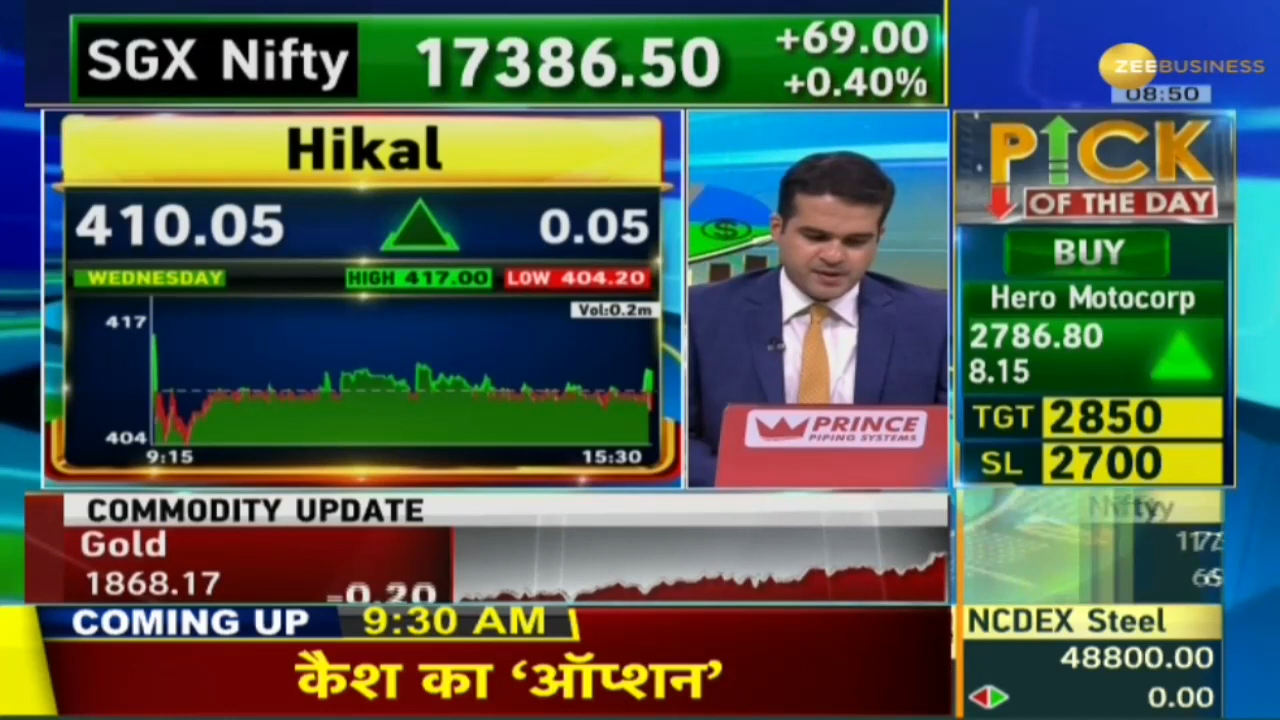 SGX Nifty
17386.50
+69.00
+0.40%
ZEEBUSINESS
08:50
Hikal
410.05
0.05
WEDNESDAY
HIGH 417.00
LOW 404.20
Vol:0.2m
417
404
9:15
15:30
PRINCE
PIPING SYSTEMS
PICK
OF THE DAY
BUY
Hero Motocorp
2786.80
8.15
TGT 2850
SL 2700
COMMODITY UPDATE
Gold
1868.17
-0.20
COMING UP 9:30 AM
कैश का ‘ऑप्शन’
NCDEX Steel
48800.00
0.00